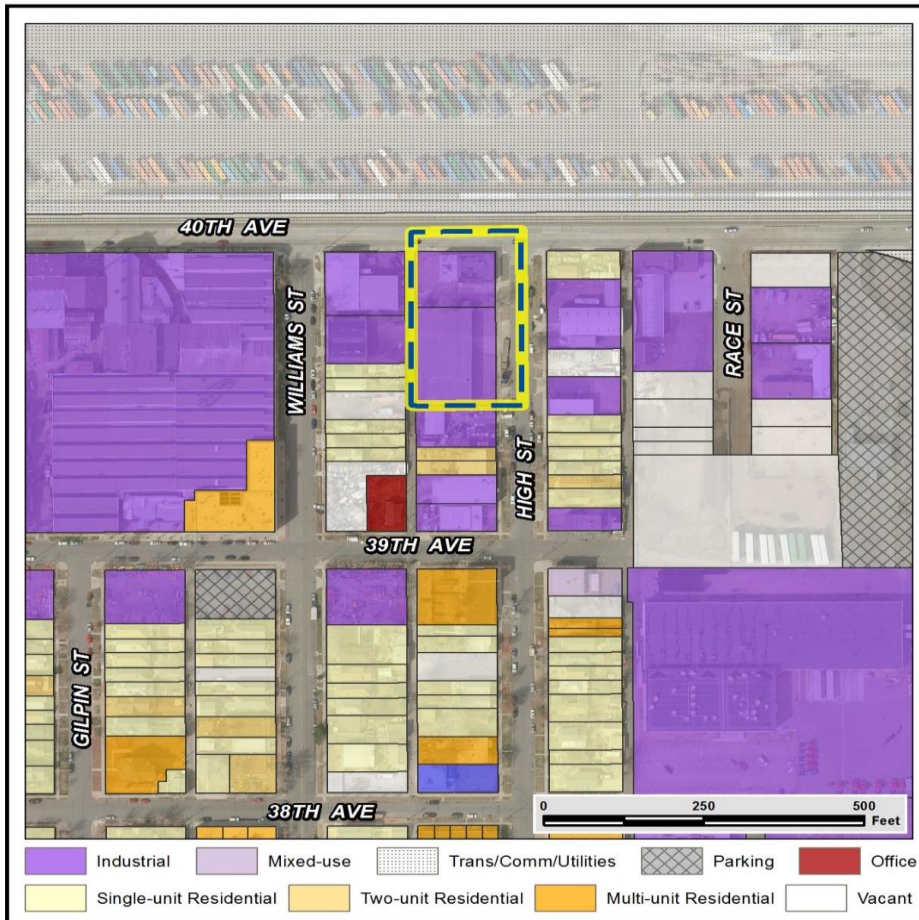 40TH AVE
WILLIAMS ST
RACE ST
HIGH ST
39TH AVE
GILPIN ST
38TH AVE
0 250 500
Feet
Industrial Mixed-use Trans/Comm/Utilities Parking Office
Single-unit Residential Two-unit Residential Multi-unit Residential Vacant